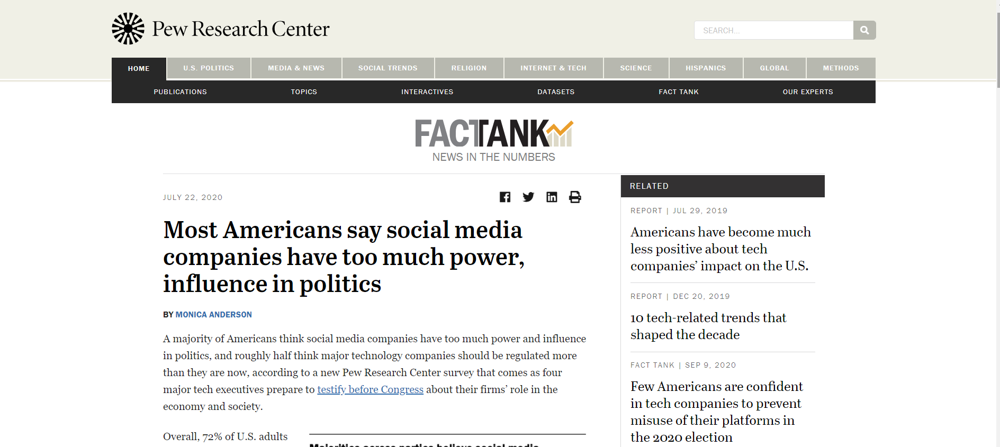 Pew Research Center
SEARCH...
HOME
U.S. POLITICS
MEDIA & NEWS
SOCIAL TRENDS
RELIGION
INTERNET & TECH
SCIENCE
HISPANICS
GLOBAL
METHODS
PUBLICATIONS
TOPICS
INTERACTIVES
DATASETS
FACT TANK
OUR EXPERTS
FACTANK
NEWS IN THE NUMBERS
JULY 22, 2020
Most Americans say social media
companies have too much power,
influence in politics
BY MONICA ANDERSON
A majority of Americans think social media companies have too much power and influence
in politics, and roughly half think major technology companies should be regulated more
than they are now, according to a new Pew Research Center survey that comes as four
major tech executives prepare to testify before Congress about their firms’ role in the
economy and society.
Overall, 72% of U.S. adults
Majorities across parties believe social media
RELATED
REPORT | JUL 29, 2019
Americans have become much
less positive about tech
companies’ impact on the U.S.
REPORT | DEC 20, 2019
10 tech-related trends that
shaped the decade
FACT TANK | SEP 9, 2020
Few Americans are confident
in tech companies to prevent
misuse of their platforms in
the 2020 election